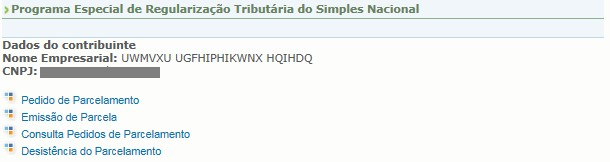 Programa Especial de Regularização Tributária do Simples Nacional
Dados do contribuinte
Nome Empresarial: UWMVXU UGFHIPHIKWNX HQIHDQ
CNPJ:
Pedido de Parcelamento
Emissão de Parcela
Consulta Pedidos de Parcelamento
Desistência do Parcelamento